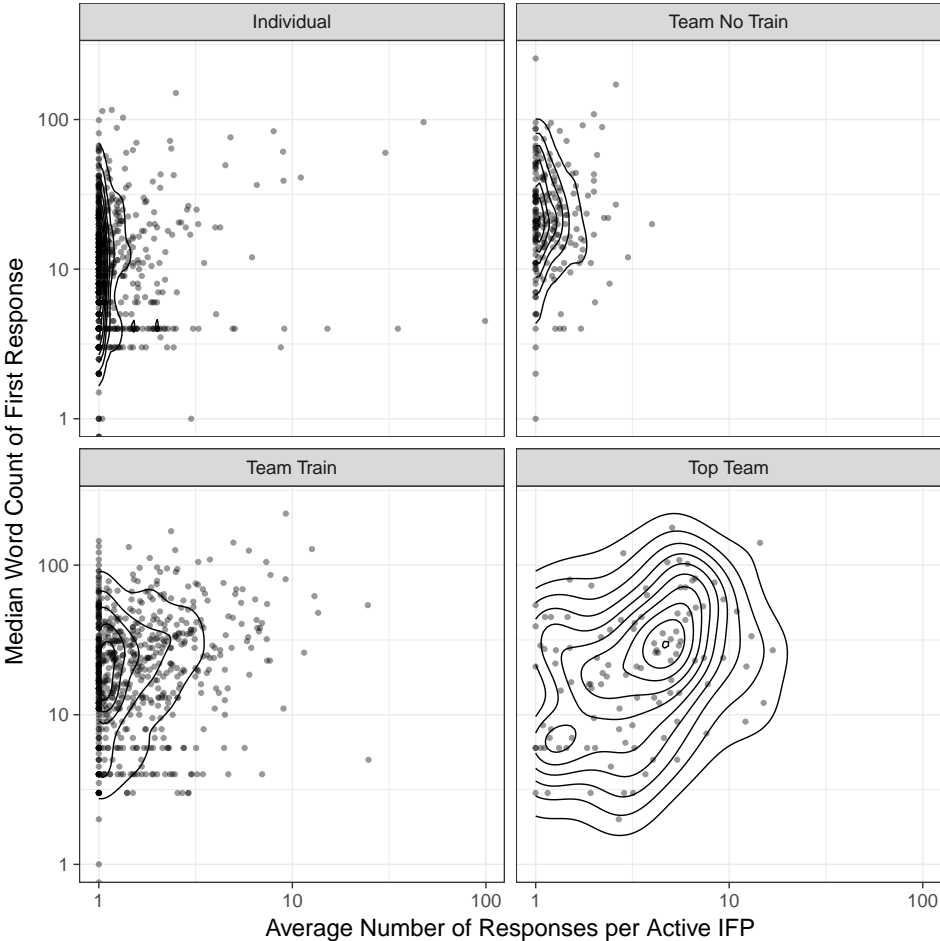 Individual
Team No Train
100
10
1
Team Train
Top Team
100
10
1
1
10
100
1
10
100
Median Word Count of First Response
Average Number of Responses per Active IFP